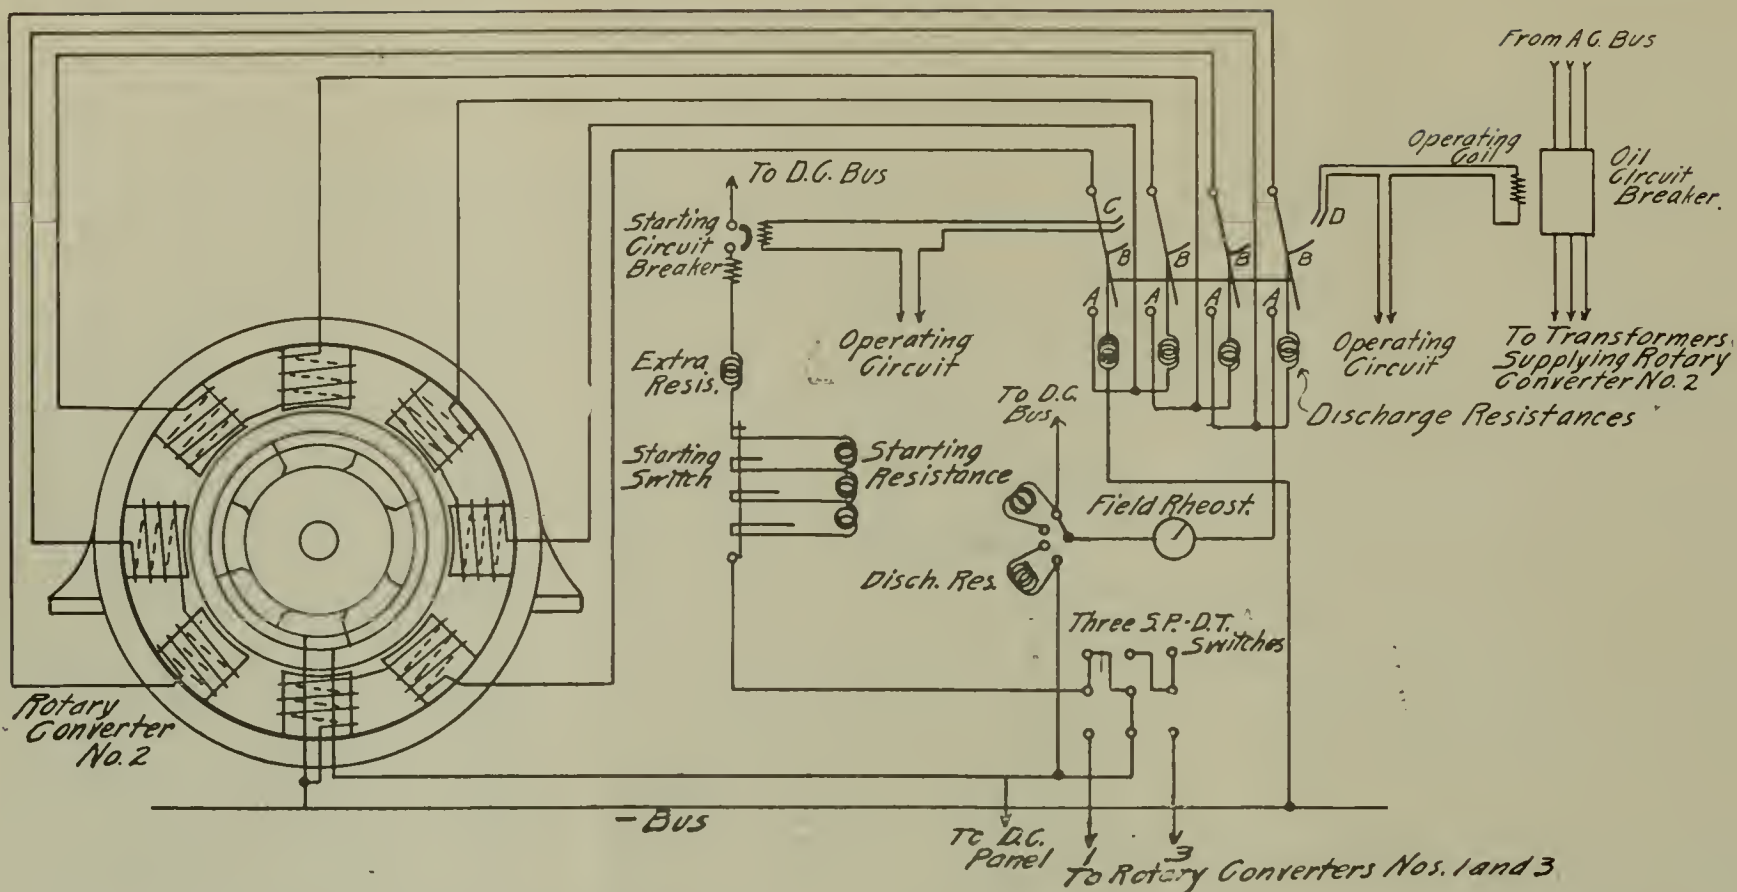 From A.C. Bus
Operating
Coil
Oil
Circuit
Breaker.
To D.C. Bus
Starting
Circuit
Breaker
C
D
B
B
B
B
A
A
A
A
Operating
Circuit
Operating
Circuit
To Transformers
Supplying Rotary
Converter No. 2
Extra
Resis.
To D.C.
Bus
Discharge Resistances
Starting
Switch
Starting
Resistance
Field Rheost.
Disch. Res.
Three S.P.-D.T.
Switches
Rotary
Converter
No. 2
- Bus
To D.C.
Panel
1
3
To Rotary Converters Nos. 1 and 3